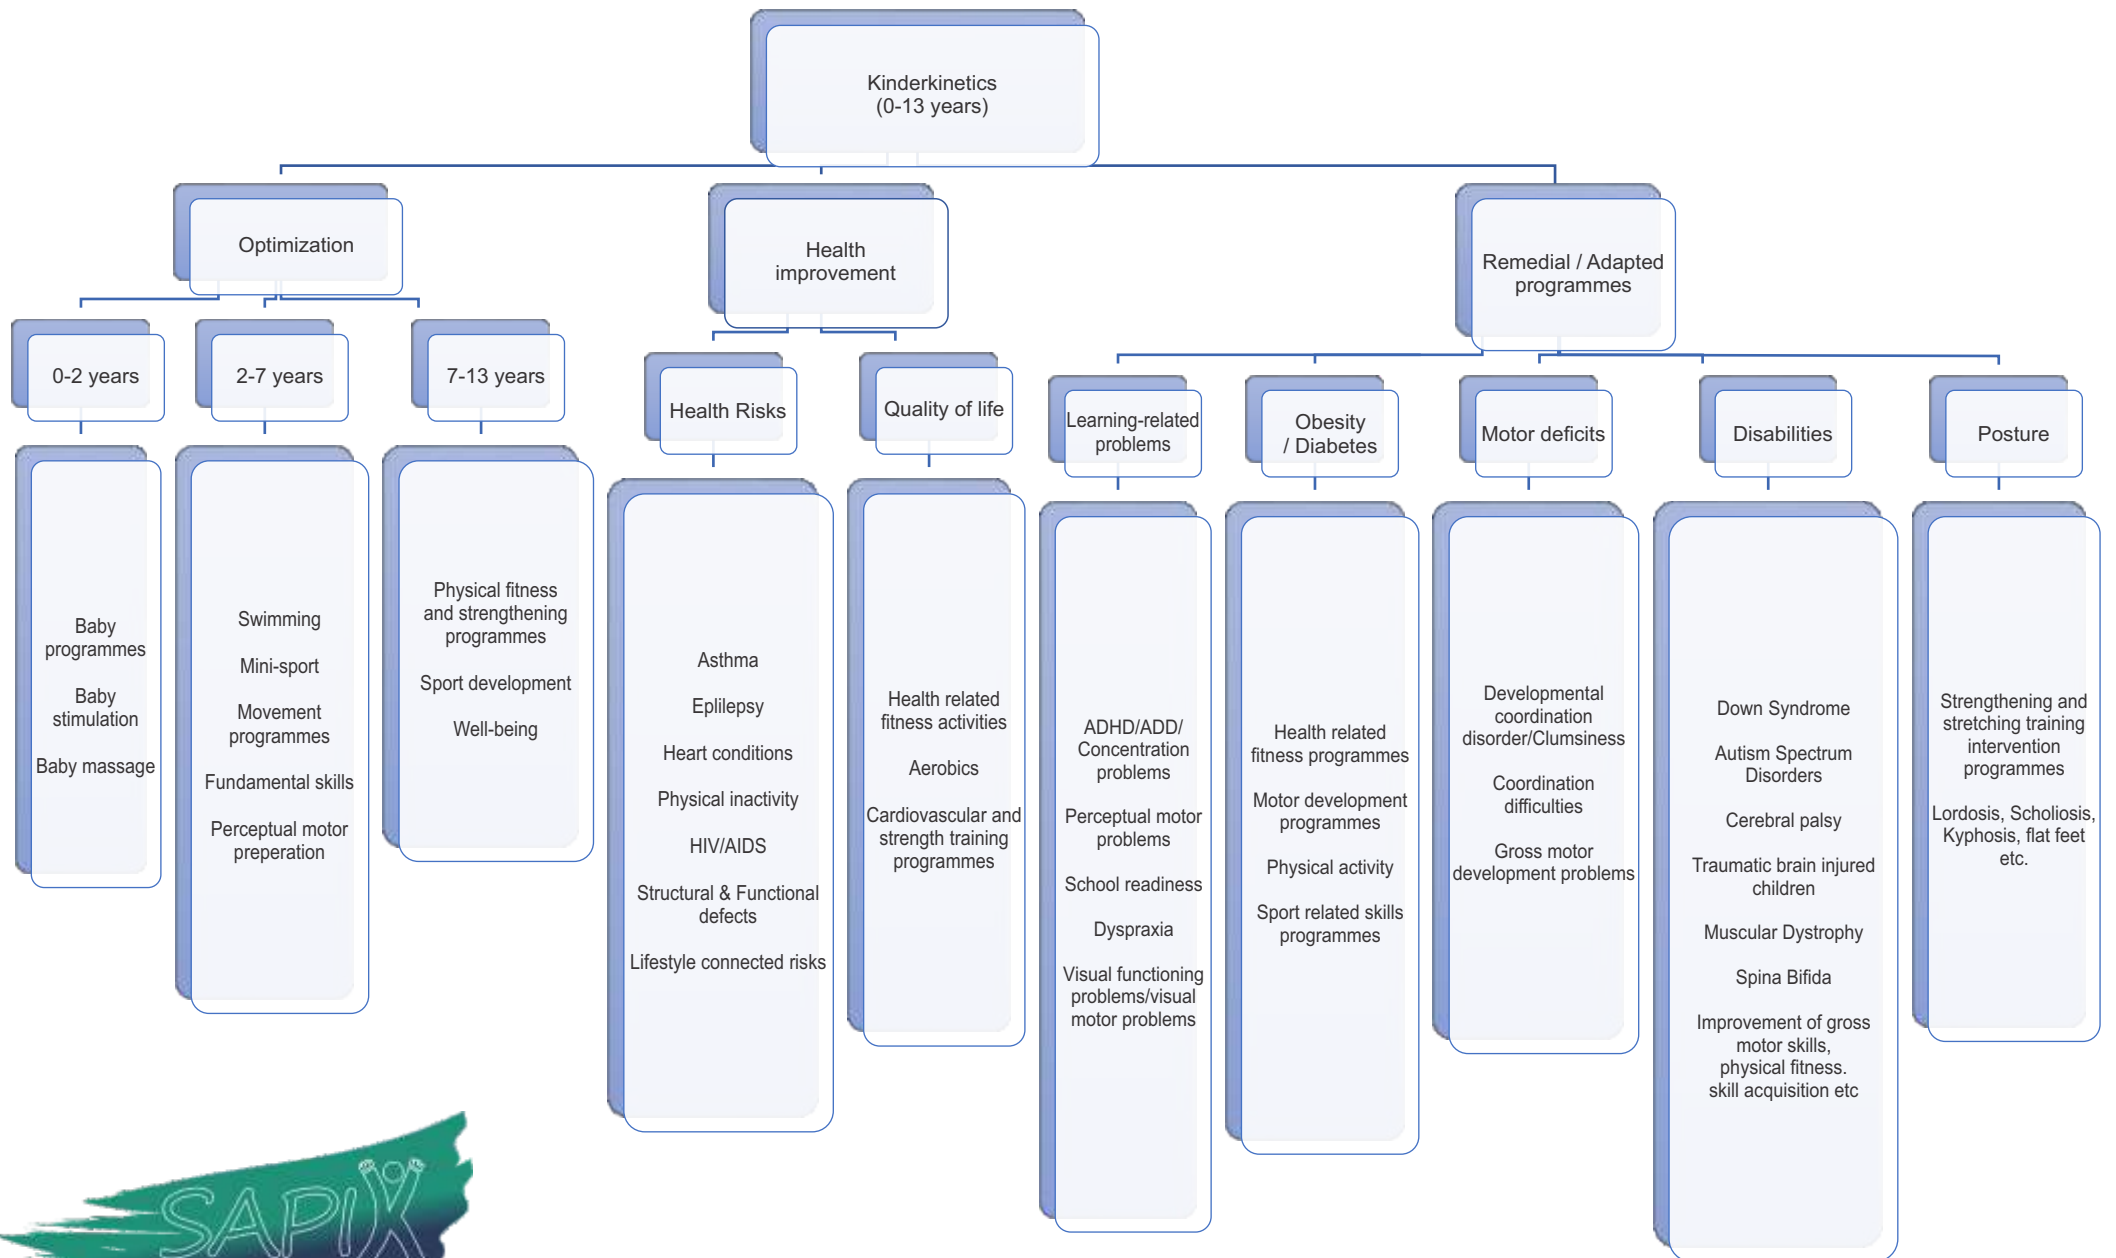 Kinderkinetics
(0-13 years)
Optimization
Health
improvement
Remedial / Adapted
programmes
0-2 years
2-7 years
7-13 years
Health Risks
Quality of life
Learning-related
problems
Obesity
/ Diabetes
Motor deficits
Disabilities
Posture
Baby
programmes
Baby
stimulation
Baby massage
Swimming
Mini-sport
Movement
programmes
Fundamental skills
Perceptual motor
preperation
Physical fitness
and strengthening
programmes
Sport development
Well-being
Asthma
Eplilepsy
Heart conditions
Physical inactivity
HIV/AIDS
Structural & Functional
defects
Lifestyle connected risks
Health related
fitness activities
Aerobics
Cardiovascular and
strength training
programmes
ADHD/ADD/
Concentration
problems
Perceptual motor
problems
School readiness
Dyspraxia
Visual functioning
problems/visual
motor problems
Health related
fitness programmes
Motor development
programmes
Physical activity
Sport related skills
programmes
Developmental
coordination
disorder/Clumsiness
Coordination
difficulties
Gross motor
development problems
Down Syndrome
Autism Spectrum
Disorders
Cerebral palsy
Traumatic brain injured
children
Muscular Dystrophy
Spina Bifida
Improvement of gross
motor skills,
physical fitness.
skill acquisition etc
Strengthening and
stretching training
intervention
programmes
Lordosis, Scholiosis,
Kyphosis, flat feet
etc.
SAPIK